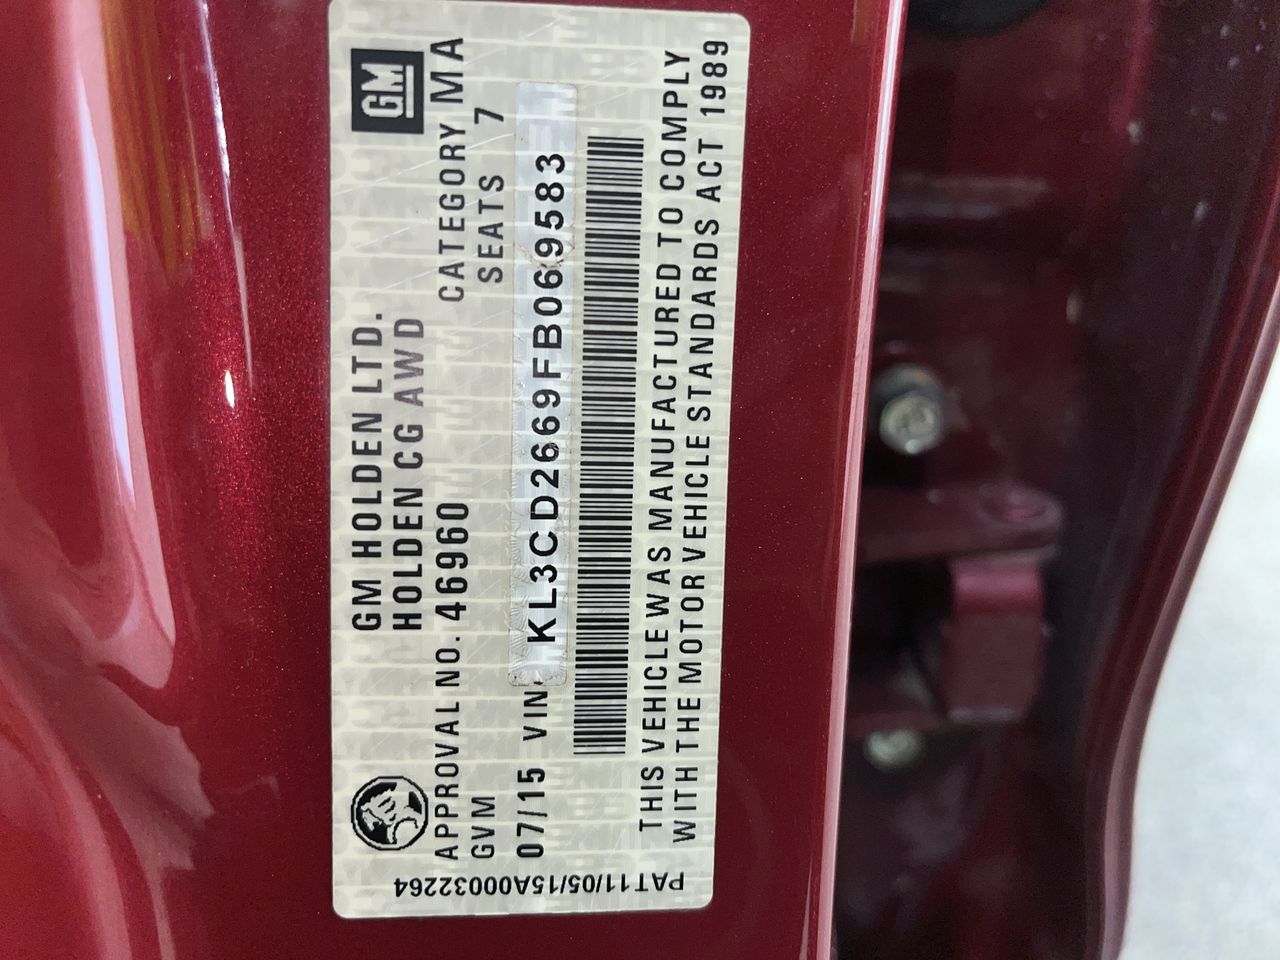 GM HOLDEN LTD.
HOLDEN CG AWD
GM
APPROVAL NO. 46960
CATEGORY MA
GVM
SEATS 7
07/15 VIN
KL3CD2669FB069583
THIS VEHICLE WAS MANUFACTURED TO COMPLY
WITH THE MOTOR VEHICLE STANDARDS ACT 1989
PAT11/05/15A00032264